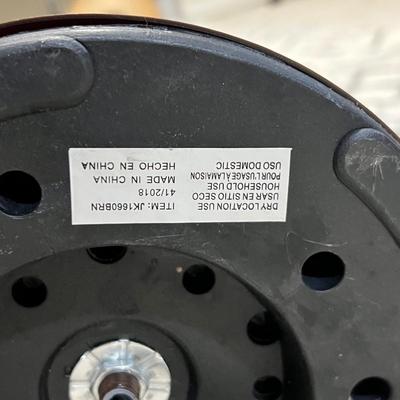 DRY LOCATION USE
USAR EN SITIO SECO
HOUSEHOLD USE
POUR L'USAGE À LA MAISON
USO DOMESTIC
ITEM: JK1660BRN
41/2018
MADE IN CHINA
HECHO EN CHINA